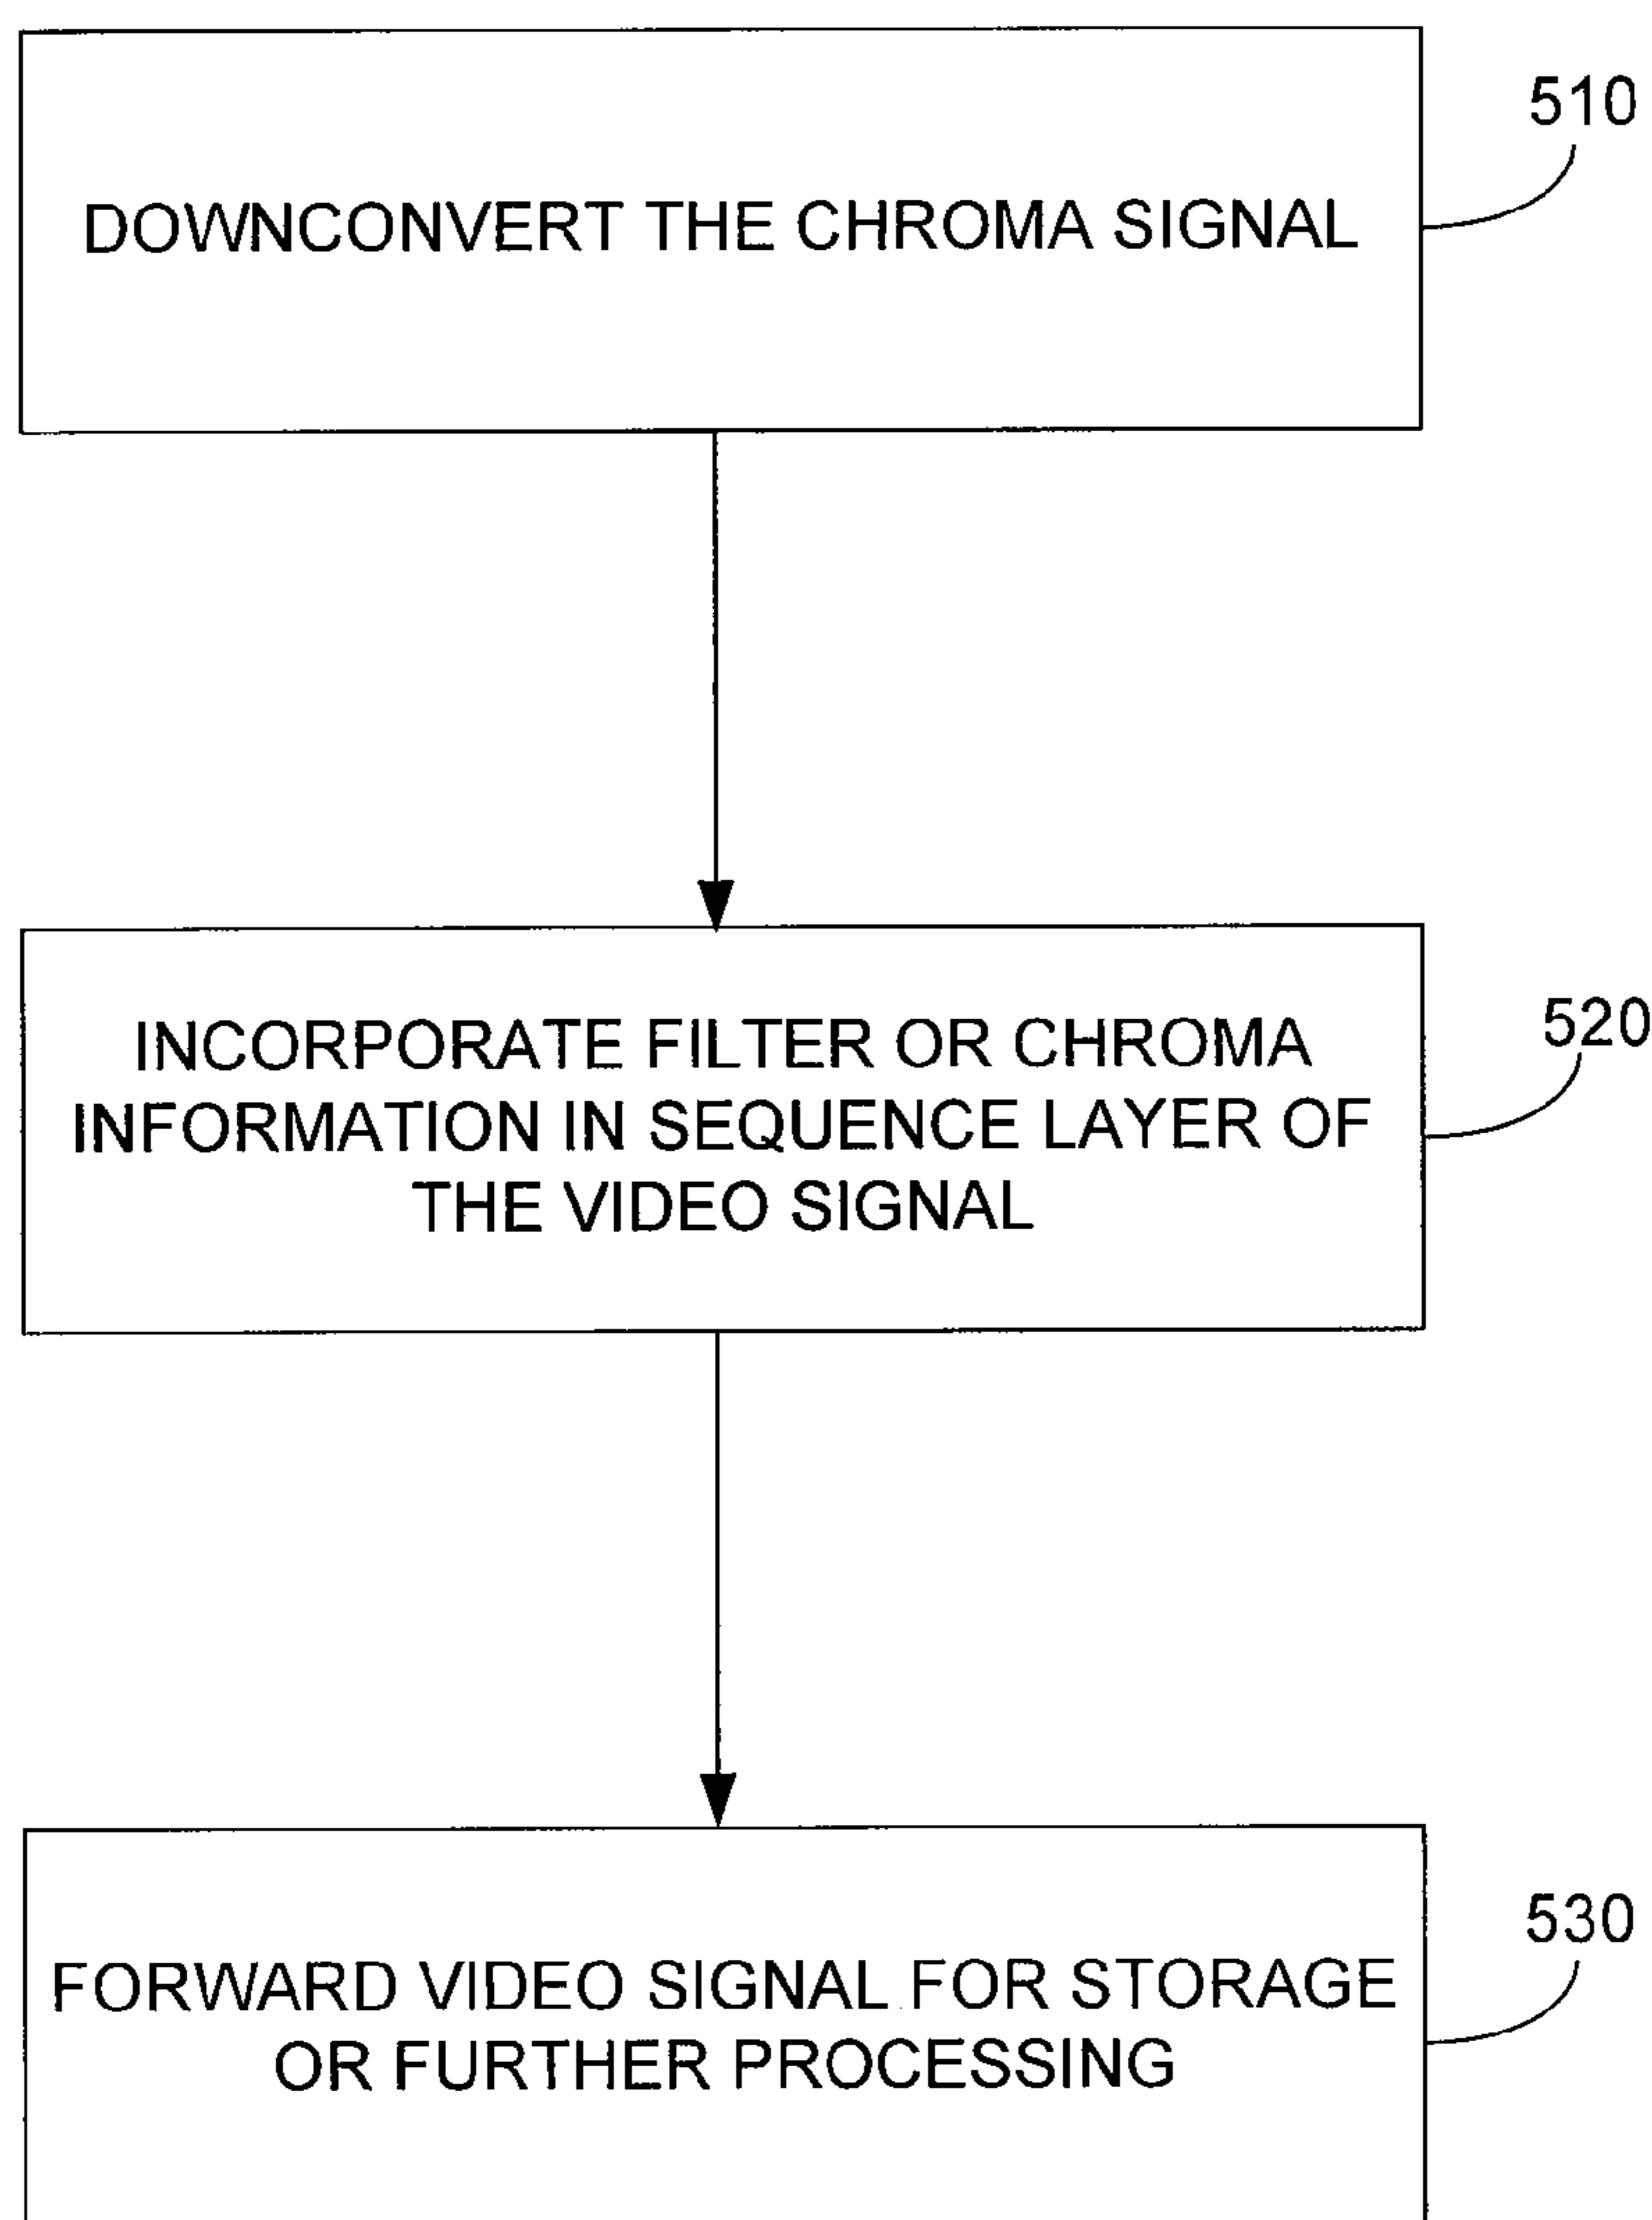 510
DOWNCONVERT THE CHROMA SIGNAL
520
INCORPORATE FILTER OR CHROMA
INFORMATION IN SEQUENCE LAYER OF
THE VIDEO SIGNAL
530
FORWARD VIDEO SIGNAL FOR STORAGE
OR FURTHER PROCESSING